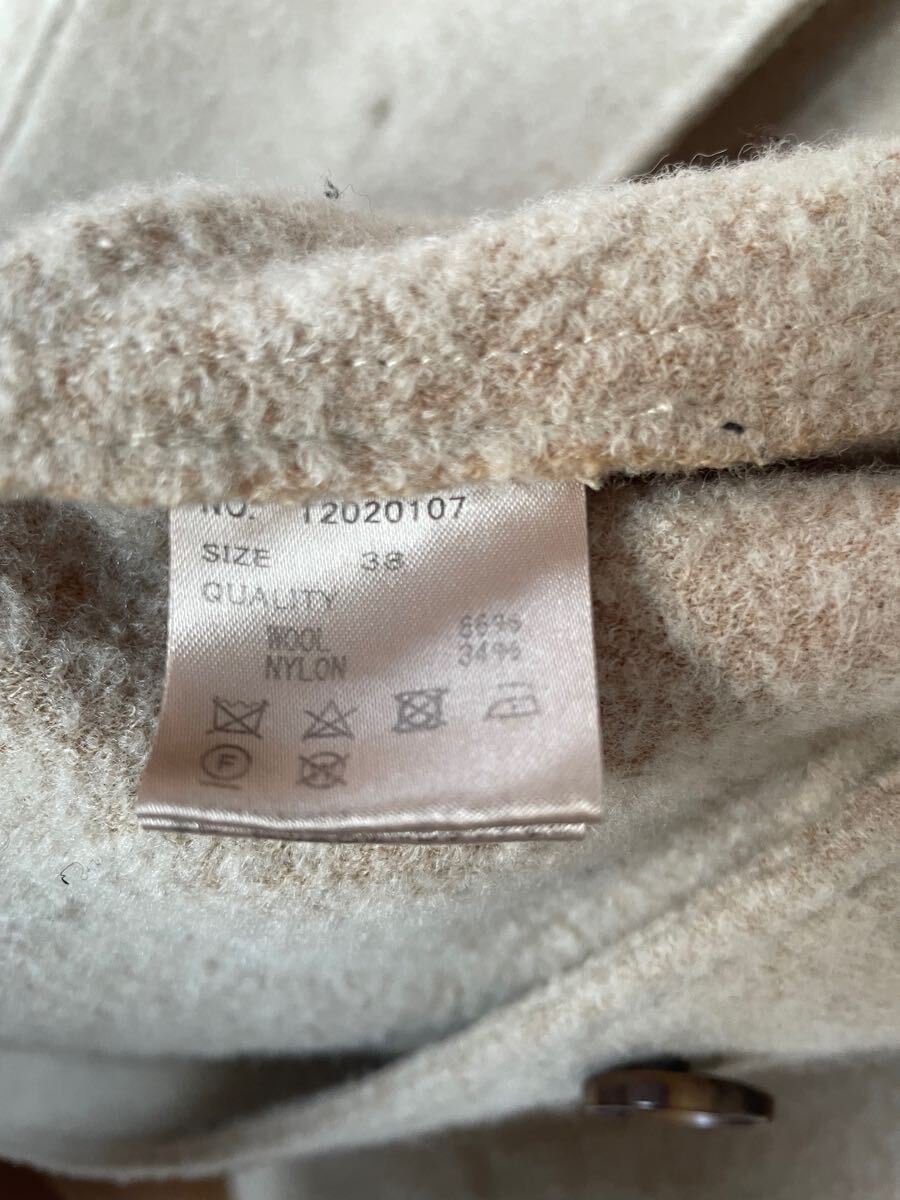 NO. 12020107
SIZE 38
QUALITY
WOOL 66%
NYLON 34%
F